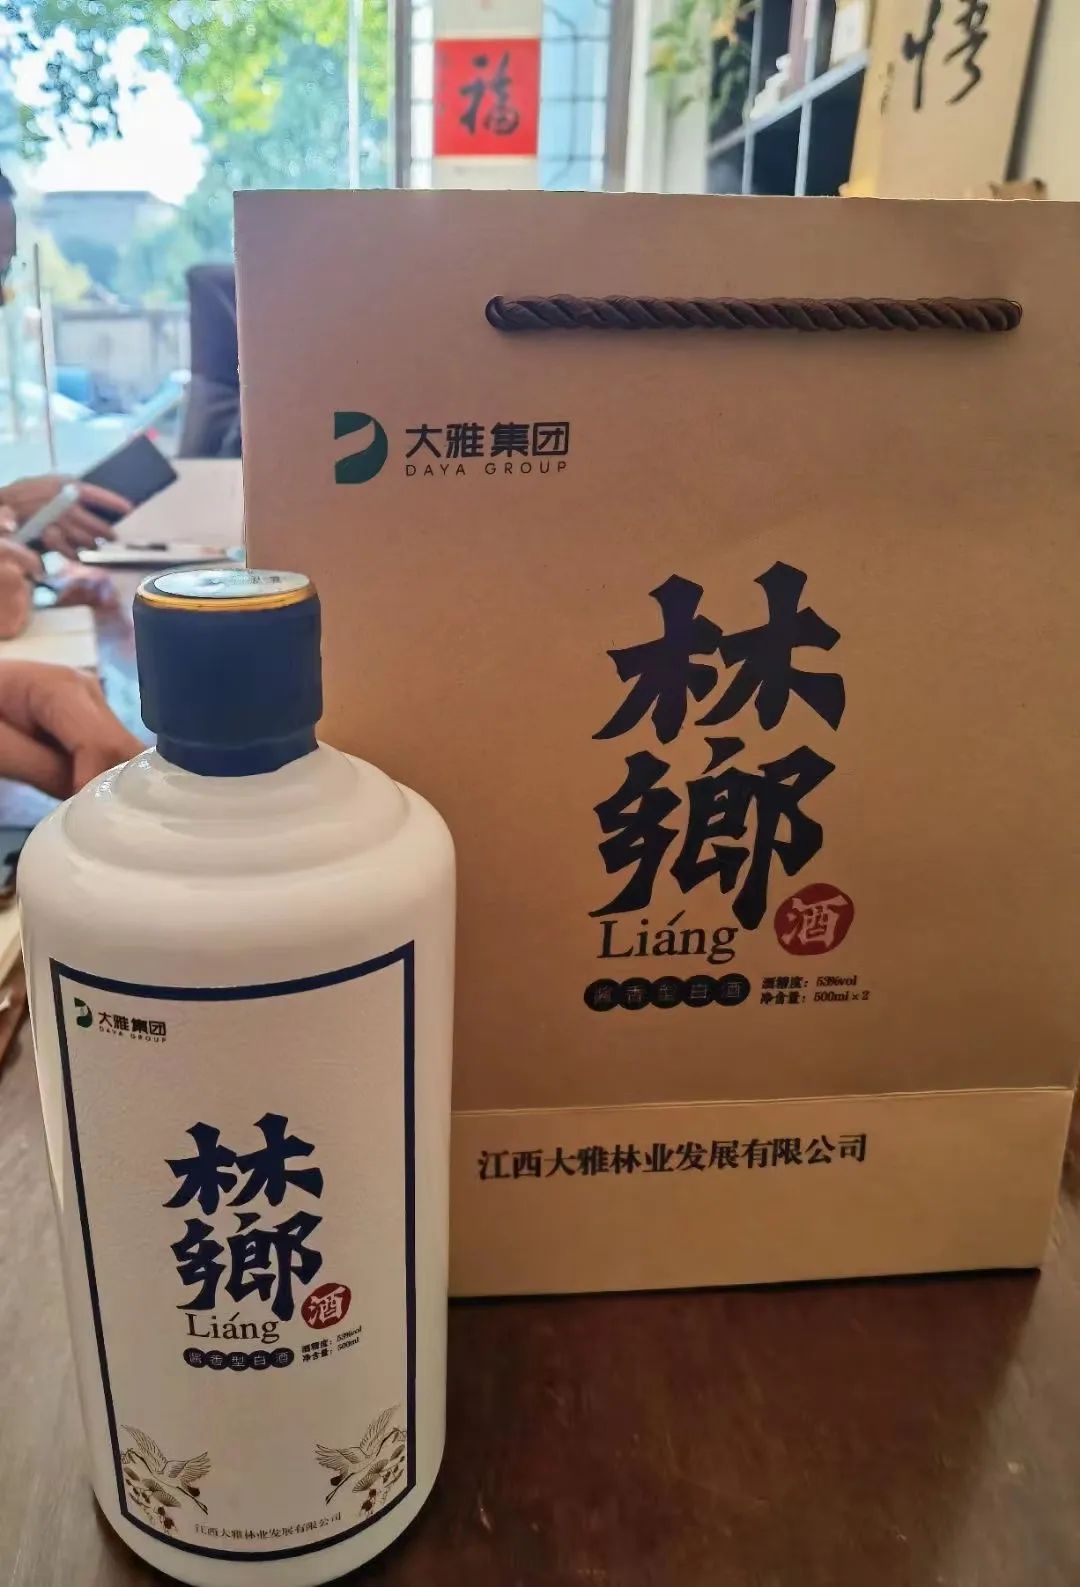 福
悟
大雅集团
DAYA GROUP
林
鄉
Liáng
酒
酱香型白酒
酒精度：53%vol
净含量：500ml×2
江西大雅林业发展有限公司
大雅集团
DAYA GROUP
林
鄉
Liáng
酒
酱香型白酒
酒精度：53%vol
净含量：500ml
江西大雅林业发展有限公司